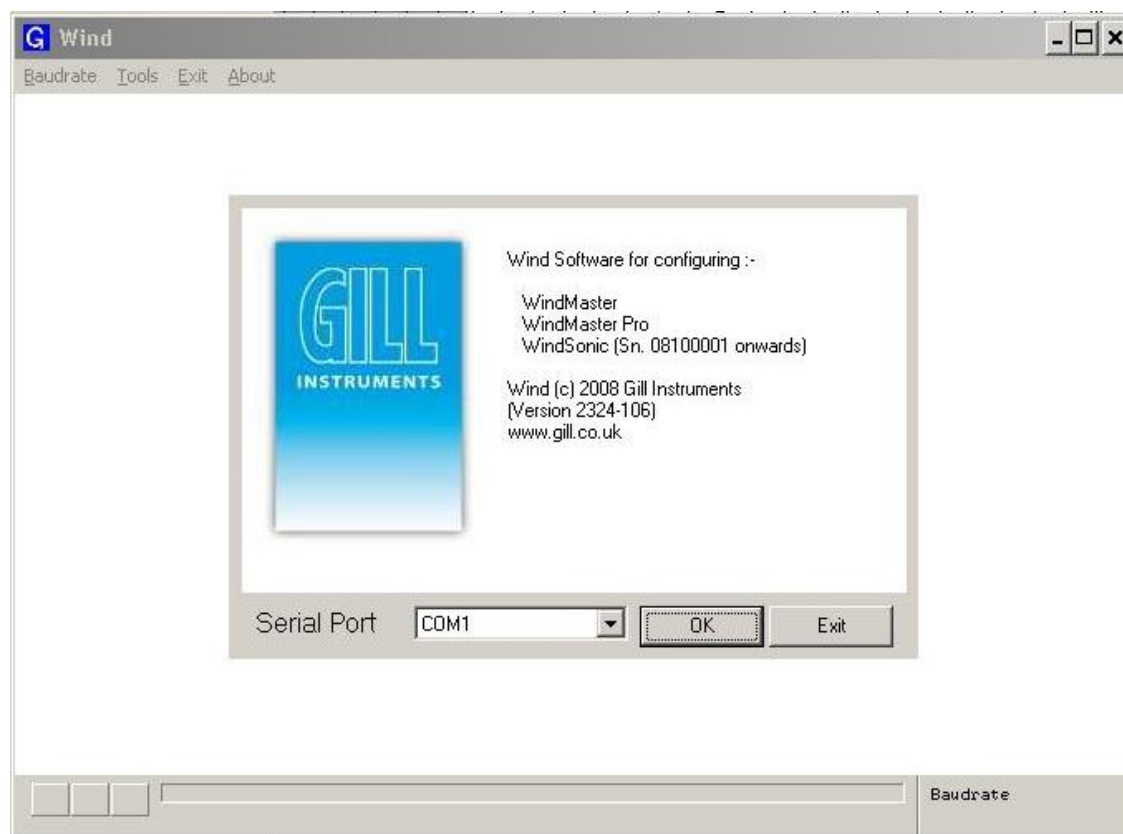 G Wind
Baudrate Tools Exit About
GILL
INSTRUMENTS
Wind Software for configuring :-
WindMaster
WindMaster Pro
WindSonic (Sn. 08100001 onwards)
Wind (c) 2008 Gill Instruments
(Version 2324-106)
www.gill.co.uk
Serial Port COM1 OK Exit
Baudrate